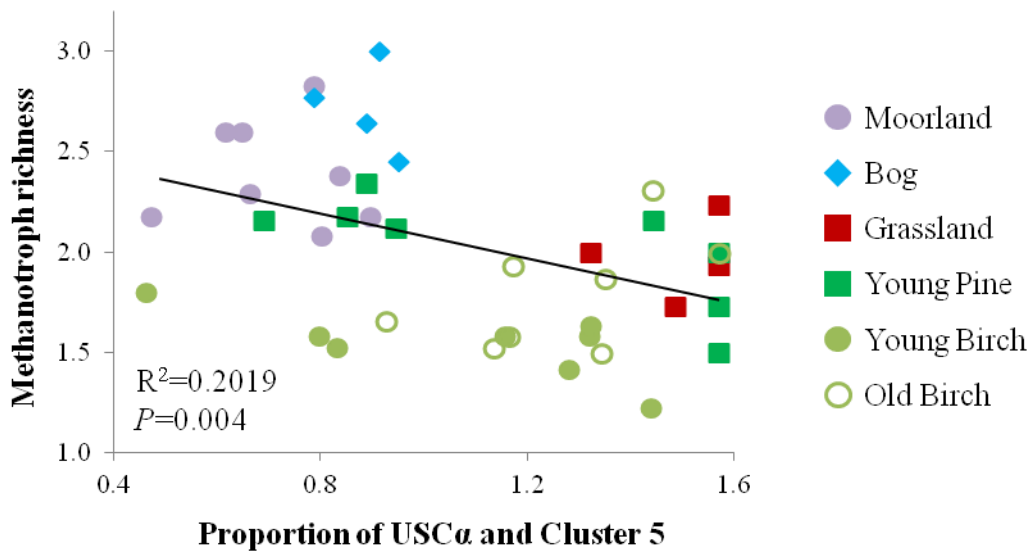 Methanotroph richness
3.0
2.5
2.0
1.5
1.0
R²=0.2019
P=0.004
0.4 0.8 1.2 1.6
Proportion of USCα and Cluster 5
Moorland
Bog
Grassland
Young Pine
Young Birch
Old Birch